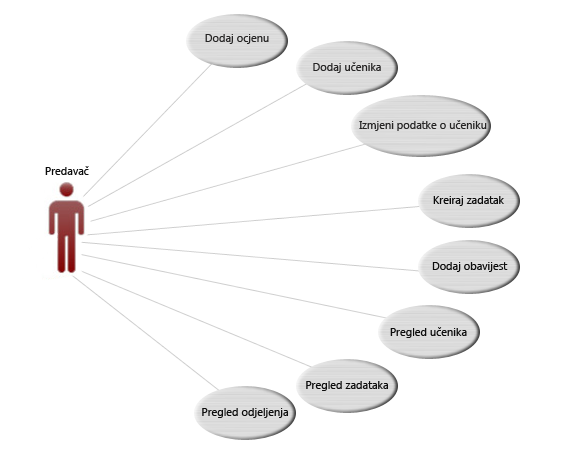 Dodaj ocjenu
Dodaj učenika
Izmjeni podatke o učeniku
Predavač
Kreiraj zadatak
Dodaj obavijest
Pregled učenika
Pregled zadataka
Pregled odjeljenja